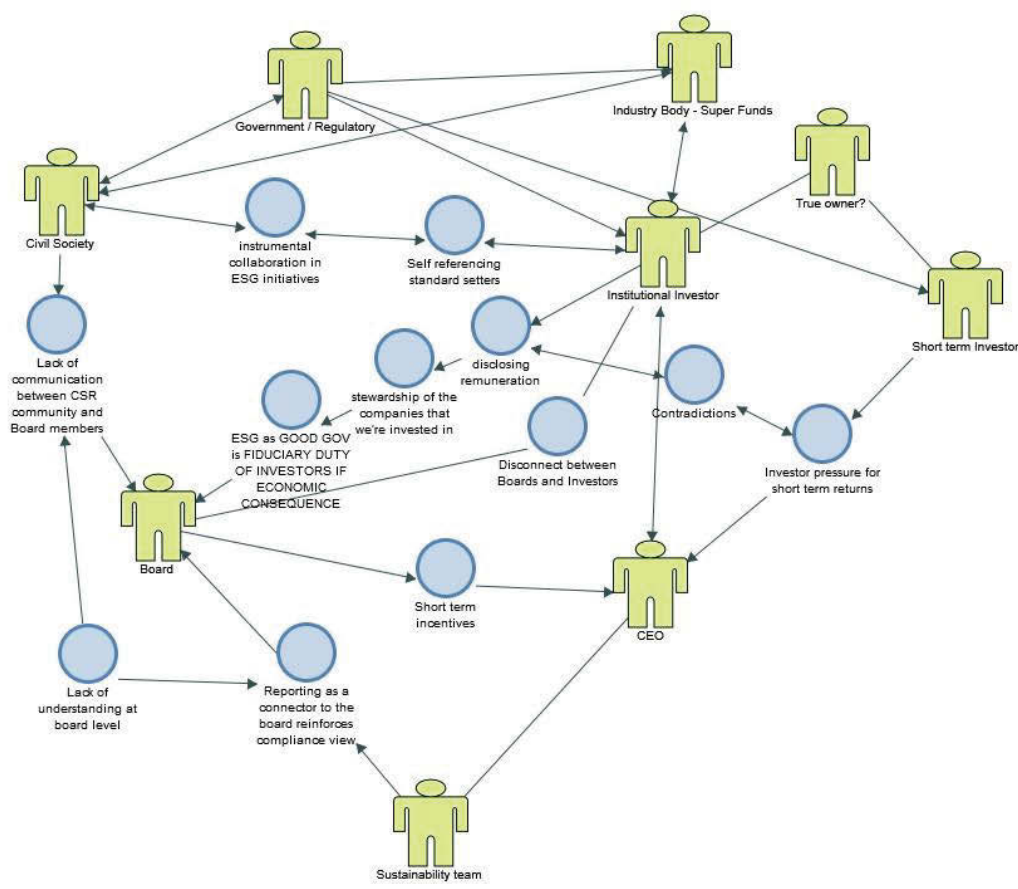 Industry Body - Super Funds
Government / Regulatory
True owner?
Civil Society
instrumental
collaboration in
ESG initiatives
Self referencing
standard setters
Institutional Investor
Short term Investor
Lack of
communication
between CSR
community and
Board members
disclosing
remuneration
stewardship of the
companies that
we're invested in
Contradictions
ESG as GOOD GOV
is FIDUCIARY DUTY
OF INVESTORS IF
ECONOMIC
CONSEQUENCE
Disconnect between
Boards and Investors
Investor pressure for
short term returns
Board
Short term
incentives
CEO
Lack of
understanding at
board level
Reporting as a
connector to the
board reinforces
compliance view
Sustainability team